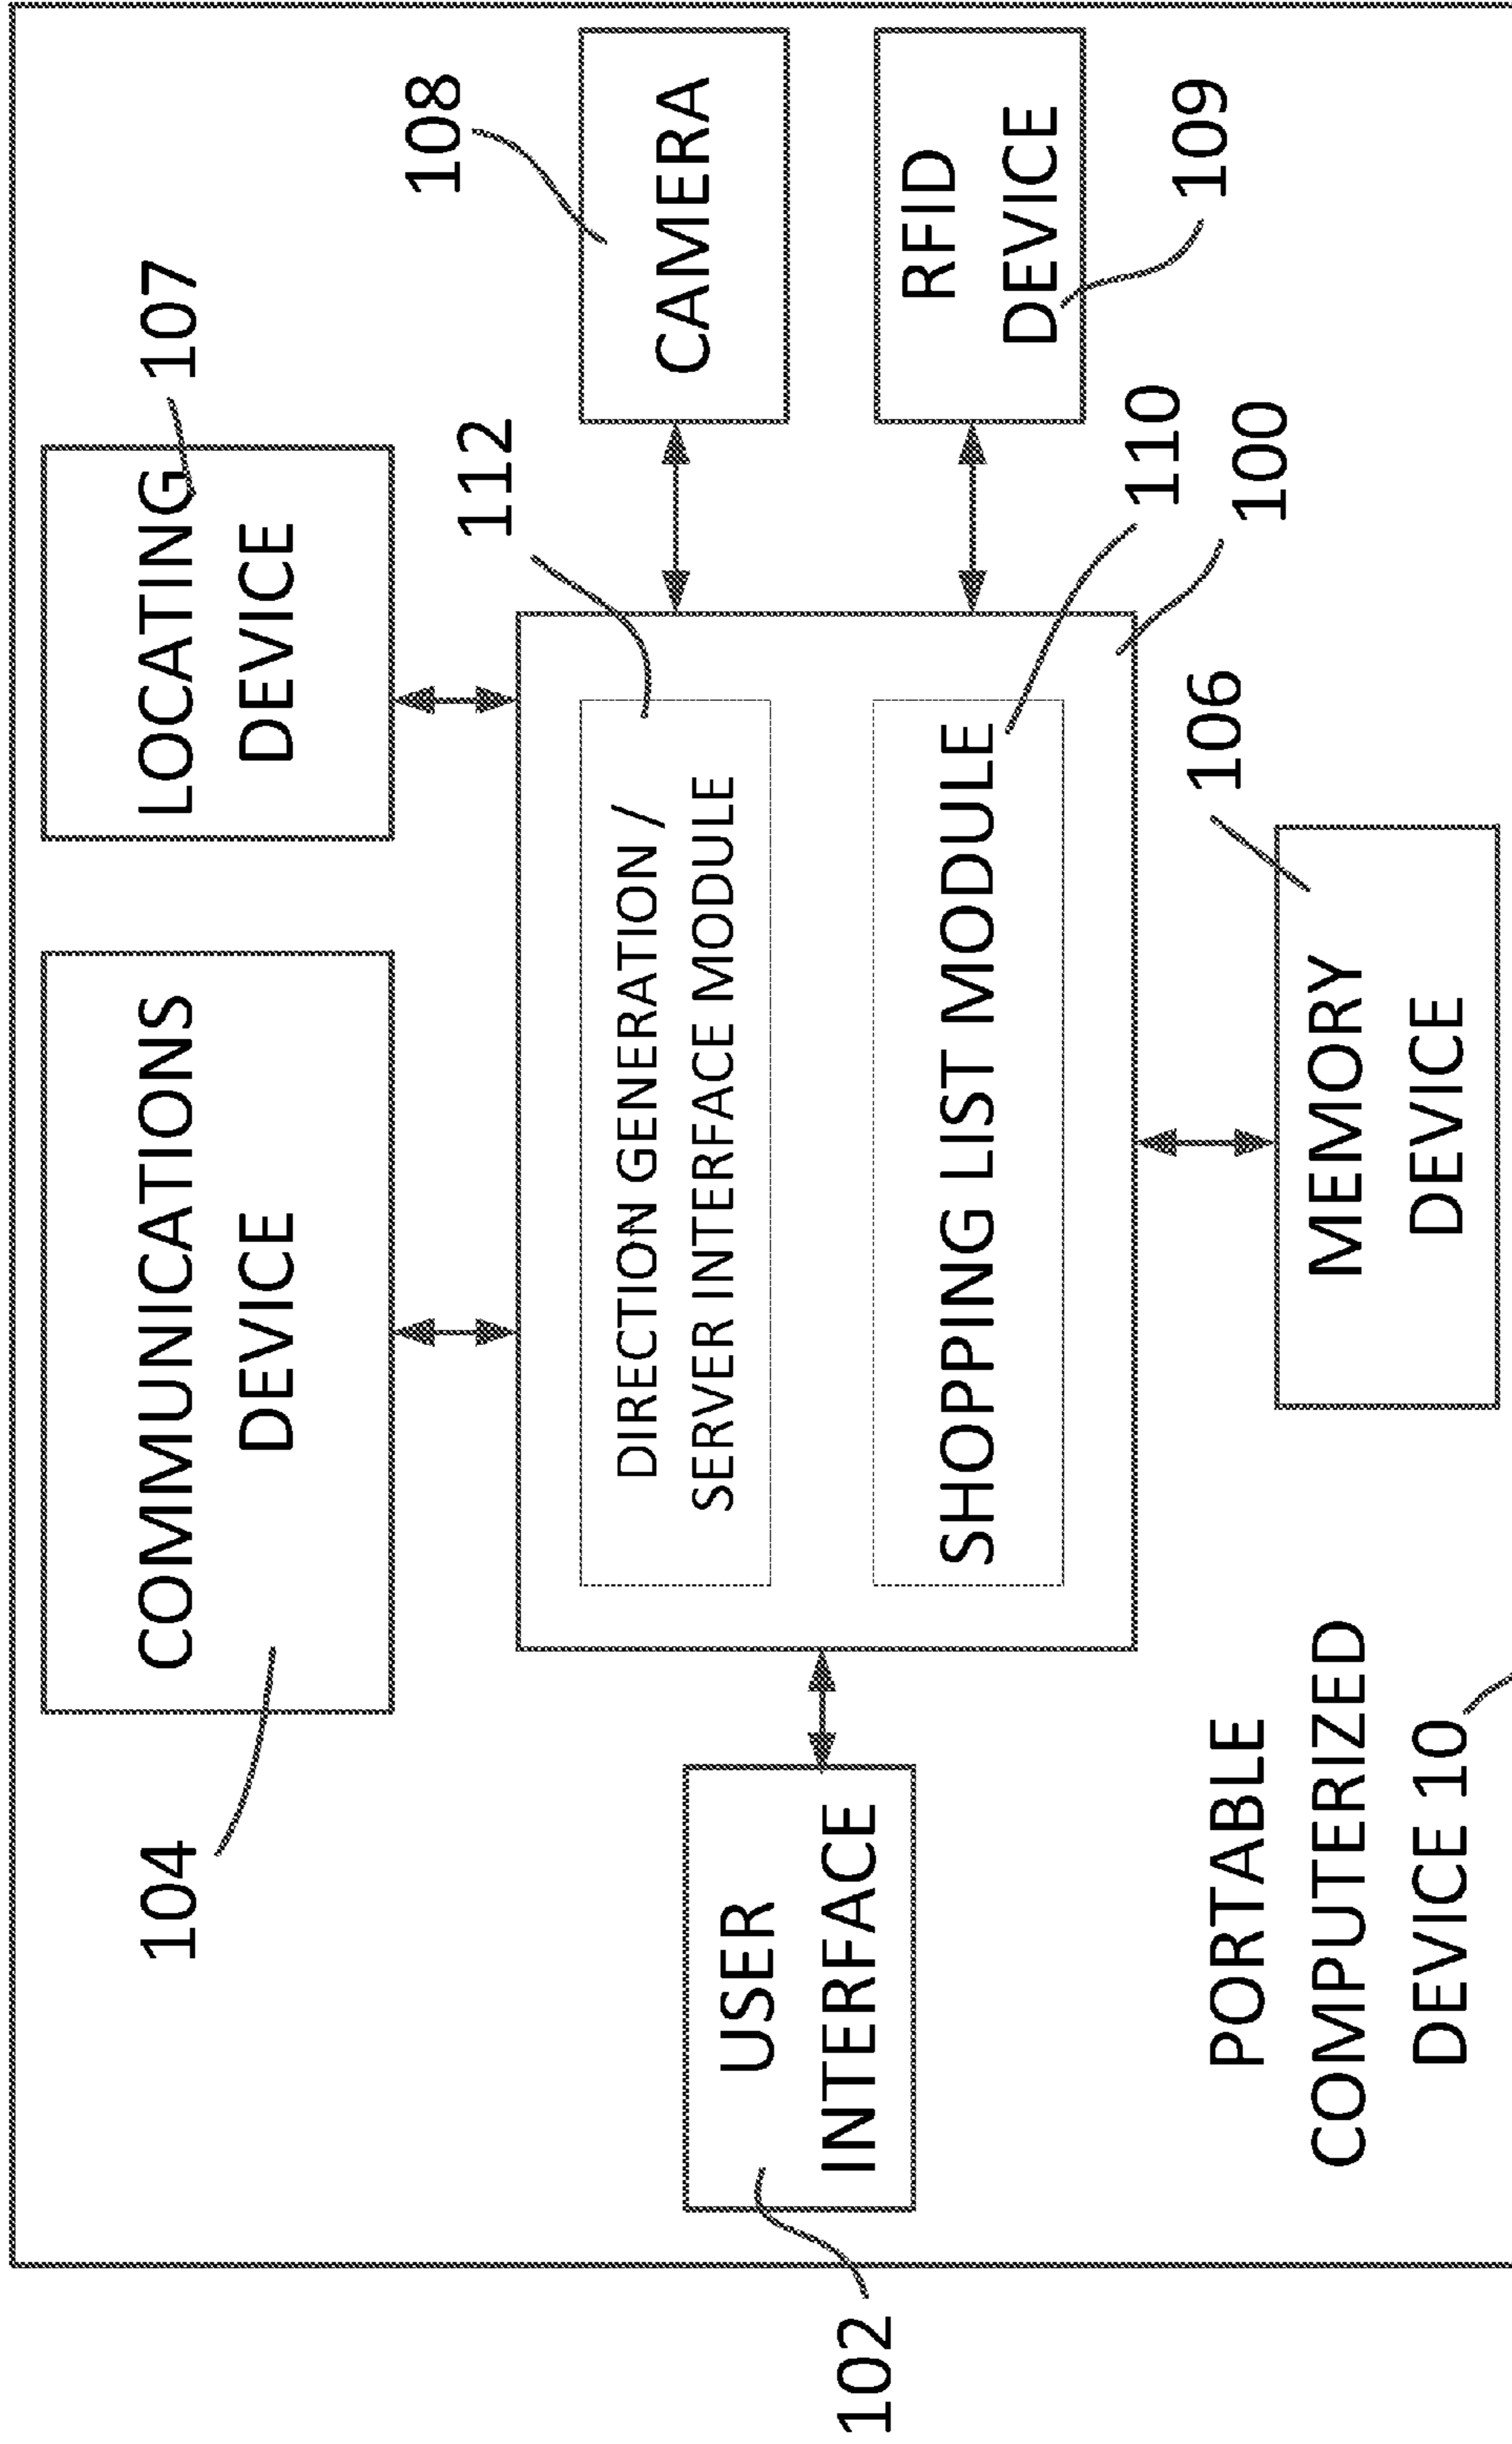 104
COMMUNICATIONS
DEVICE
LOCATING
DEVICE
107
108
112
CAMERA
DIRECTION GENERATION /
SERVER INTERFACE MODULE
USER
INTERFACE
102
SHOPPING LIST MODULE
RFID
DEVICE
109
110
100
106
MEMORY
DEVICE
PORTABLE
COMPUTERIZED
DEVICE 10